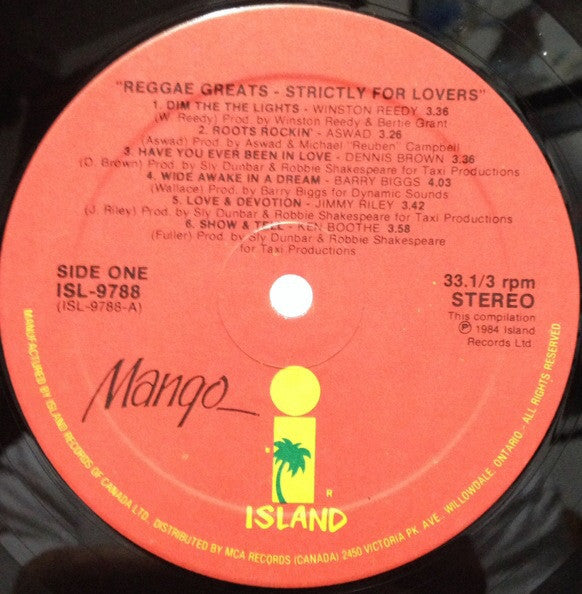 "REGGAE GREATS - STRICTLY FOR LOVERS"
1. DIM THE THE LIGHTS - WINSTON REEDY 3.36
(W. Reedy) Prod. by Winston Reedy & Bertie Grant
2. ROOTS ROCKIN' - ASWAD 3.26
(Aswad) Prod. by Aswad & Michael "Reuben" Campbell
3. HAVE YOU EVER BEEN IN LOVE - DENNIS BROWN 3.36
(D. Brown) Prod. by Sly Dunbar & Robbie Shakespeare for Taxi Productions
4. WIDE AWAKE IN A DREAM - BARRY BIGGS 4.03
(Wallace) Prod. by Barry Biggs for Dynamic Sounds
5. LOVE & DEVOTION - JIMMY RILEY 3.42
(J. Riley) Prod. by Sly Dunbar & Robbie Shakespeare for Taxi Productions
6. SHOW & TELL - KEN BOOTHE 3.58
(Fuller) Prod. by Sly Dunbar & Robbie Shakespeare
for Taxi Productions
SIDE ONE
ISL-9788
(ISL-9788-A)
33.1/3 rpm
STEREO
This compilation
Ⓟ 1984 Island
Records Ltd
Mango
i
R
ISLAND
MANUFACTURED BY ISLAND RECORDS OF CANADA LTD. DISTRIBUTED BY MCA RECORDS (CANADA) 2450 VICTORIA PK. AVE. WILLOWDALE, ONTARIO - ALL RIGHTS RESERVED